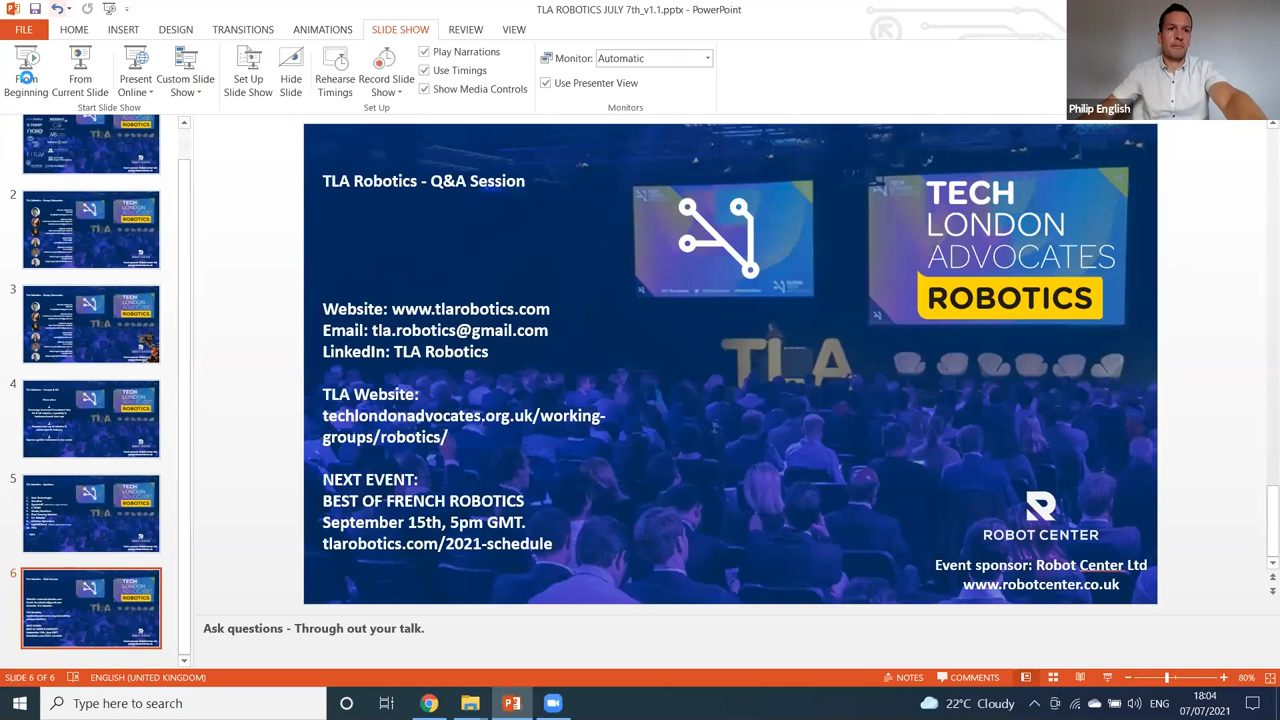 TLA ROBOTICS JULY 7th_v1.1.pptx - PowerPoint
FILE
HOME
INSERT
DESIGN
TRANSITIONS
ANIMATIONS
SLIDE SHOW
REVIEW
VIEW
From Beginning
From Current Slide
Present Online
Custom Slide Show
Set Up Slide Show
Hide Slide
Rehearse Timings
Record Slide Show
Play Narrations
Use Timings
Show Media Controls
Monitor: Automatic
Use Presenter View
Start Slide Show
Set Up
Monitors
Philip English
2
3
4
5
6
TLA Robotics - Q&A Session
TECH
LONDON
ADVOCATES
ROBOTICS
Website: www.tlarobotics.com
Email: tla.robotics@gmail.com
LinkedIn: TLA Robotics
TLA
TLA Website:
techlondonadvocates.org.uk/working-
groups/robotics/
NEXT EVENT:
BEST OF FRENCH ROBOTICS
September 15th, 5pm GMT.
tlarobotics.com/2021-schedule
ROBOT CENTER
Event sponsor: Robot Center Ltd
www.robotcenter.co.uk
Ask questions - Through out your talk.
SLIDE 6 OF 6
ENGLISH (UNITED KINGDOM)
NOTES
COMMENTS
80%
Type here to search
22°C Cloudy
ENG
18:04
07/07/2021